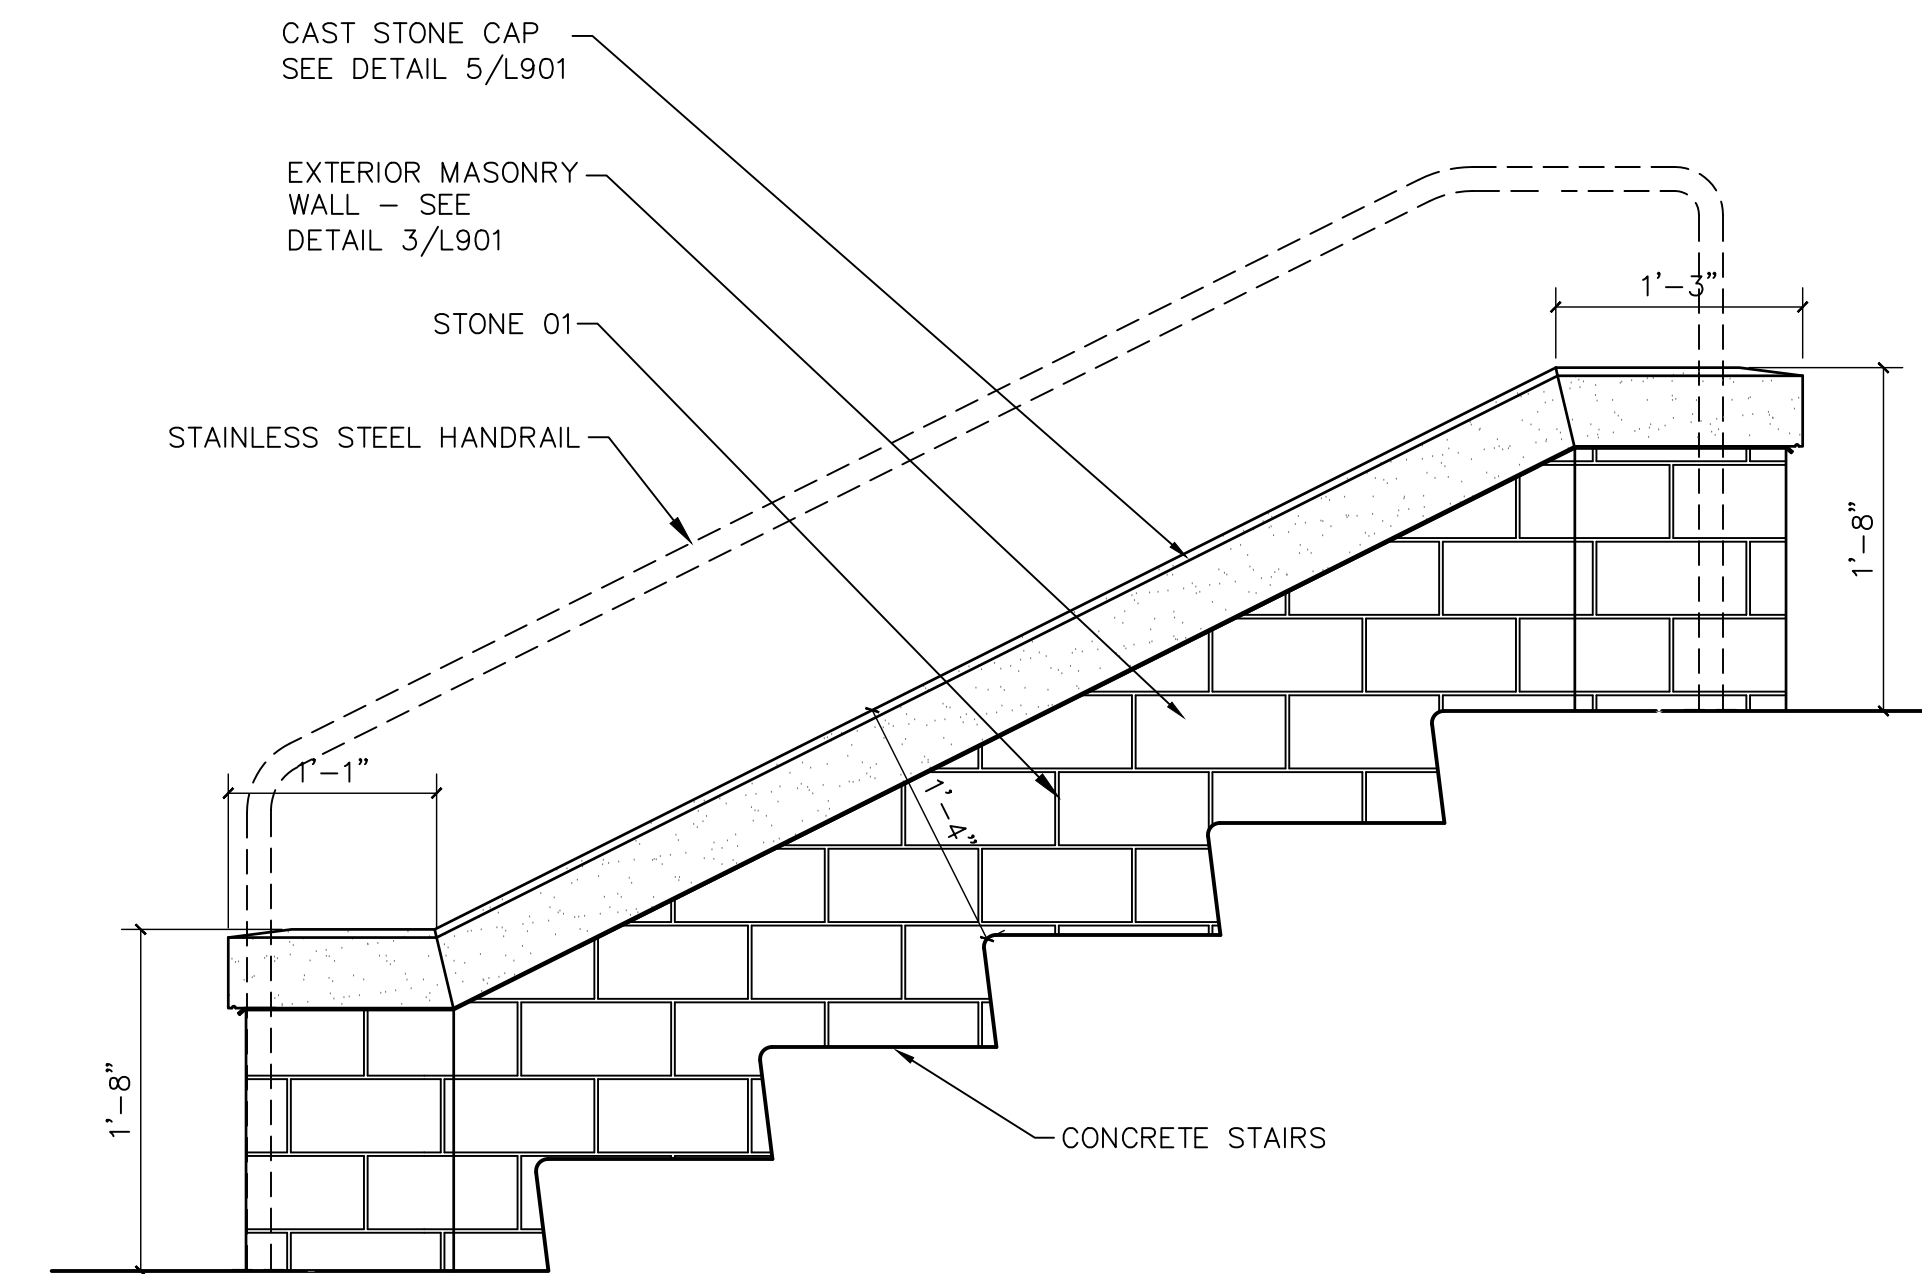 CAST STONE CAP
SEE DETAIL 5/L901
EXTERIOR MASONRY
WALL – SEE
DETAIL 3/L901
STONE 01
STAINLESS STEEL HANDRAIL
1'-3"
1'-8"
1'-1"
1'-4"
1'-8"
CONCRETE STAIRS